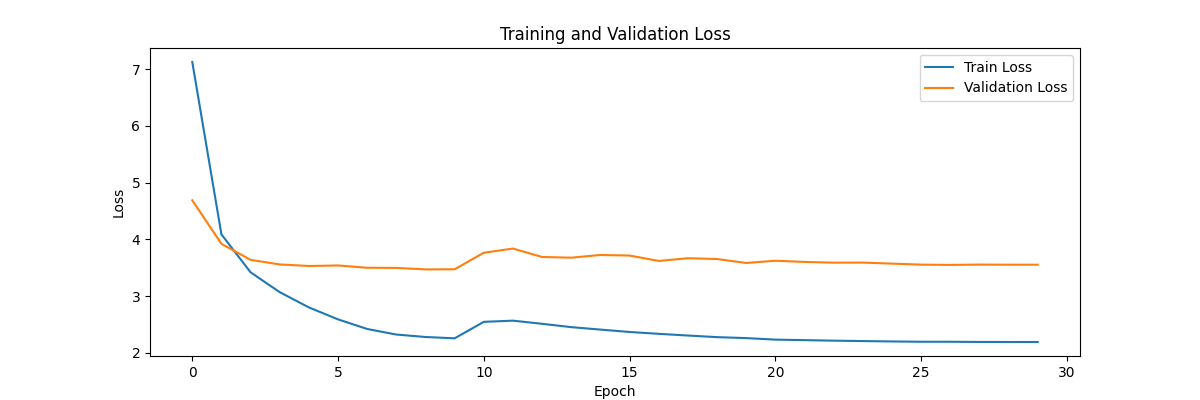 Training and Validation Loss
Train Loss
Validation Loss
Loss
7
6
5
4
3
2
0 5 10 15 20 25 30
Epoch